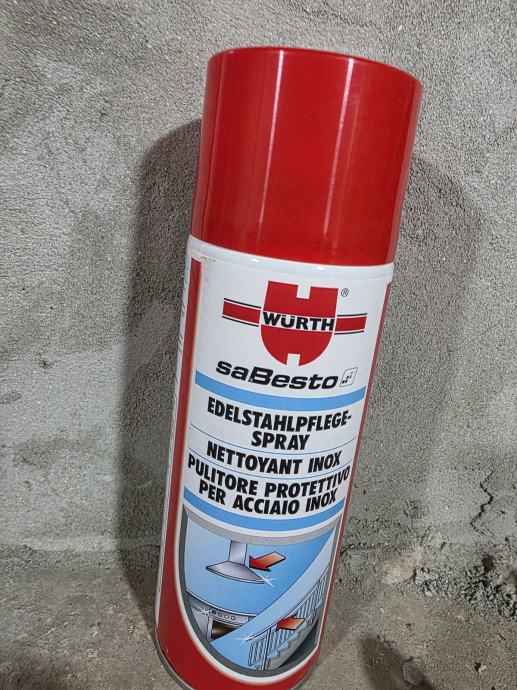 ®
WÜRTH
saBesto
EDELSTAHLPFLEGE-
SPRAY
NETTOYANT INOX
PULITORE PROTETTIVO
PER ACCIAIO INOX